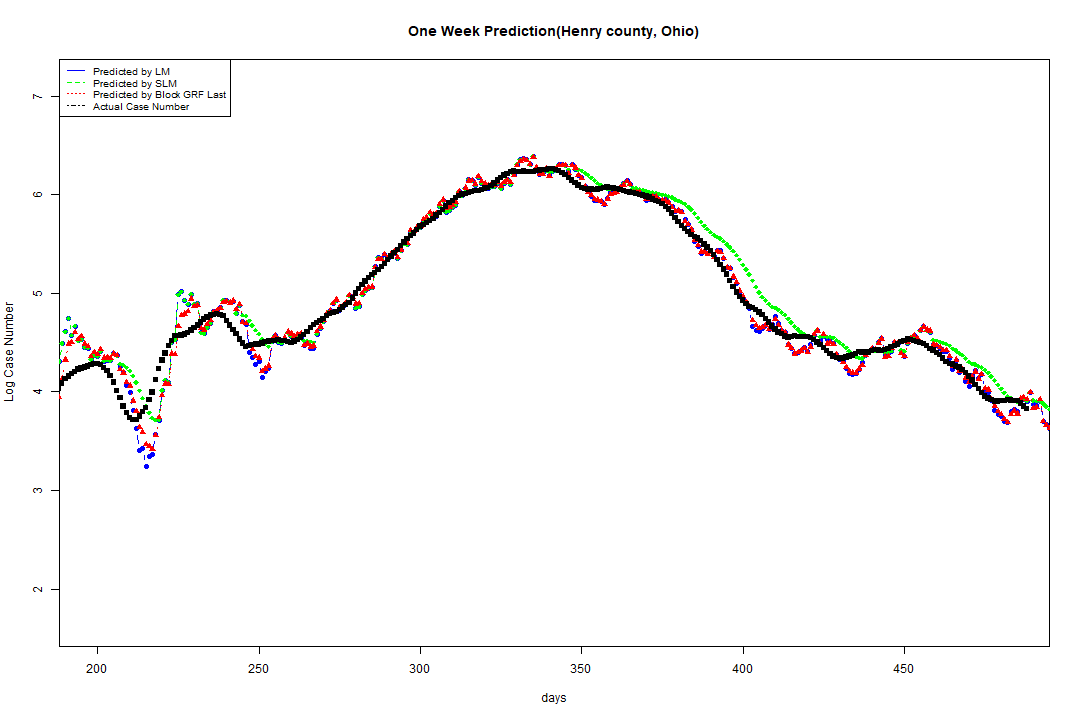 One Week Prediction(Henry county, Ohio)
Predicted by LM
Predicted by SLM
Predicted by Block GRF Last
Actual Case Number
7
6
5
4
3
2
Log Case Number
200 250 300 350 400 450
days